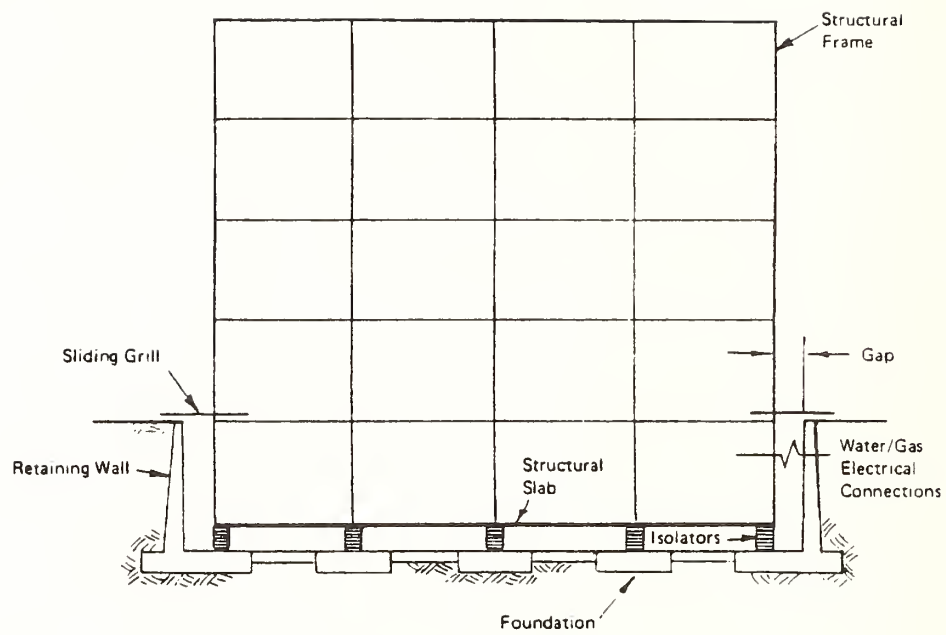 Structural
Frame
Sliding Grill
Gap
Retaining Wall
Structural
Slab
Water/Gas
Electrical
Connections
Isolators
Foundation